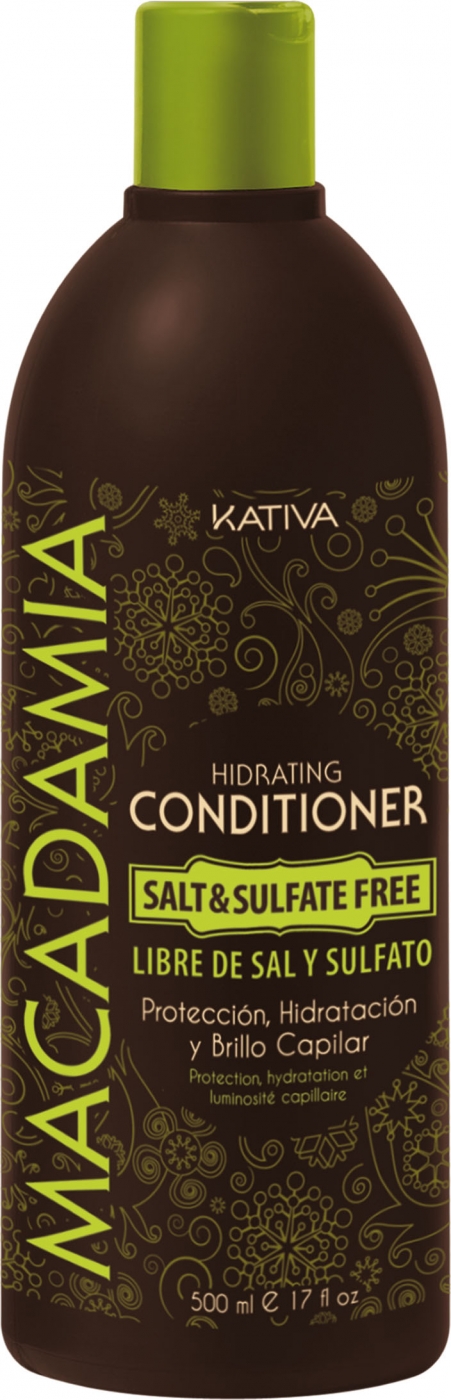 KATIVA
MACADAMIA
HIDRATING
CONDITIONER
SALT&SULFATE FREE
LIBRE DE SAL Y SULFATO
Protección, Hidratación
y Brillo Capilar
Protection, hydratation et
luminosité capillaire
500 ml e 17 fl oz